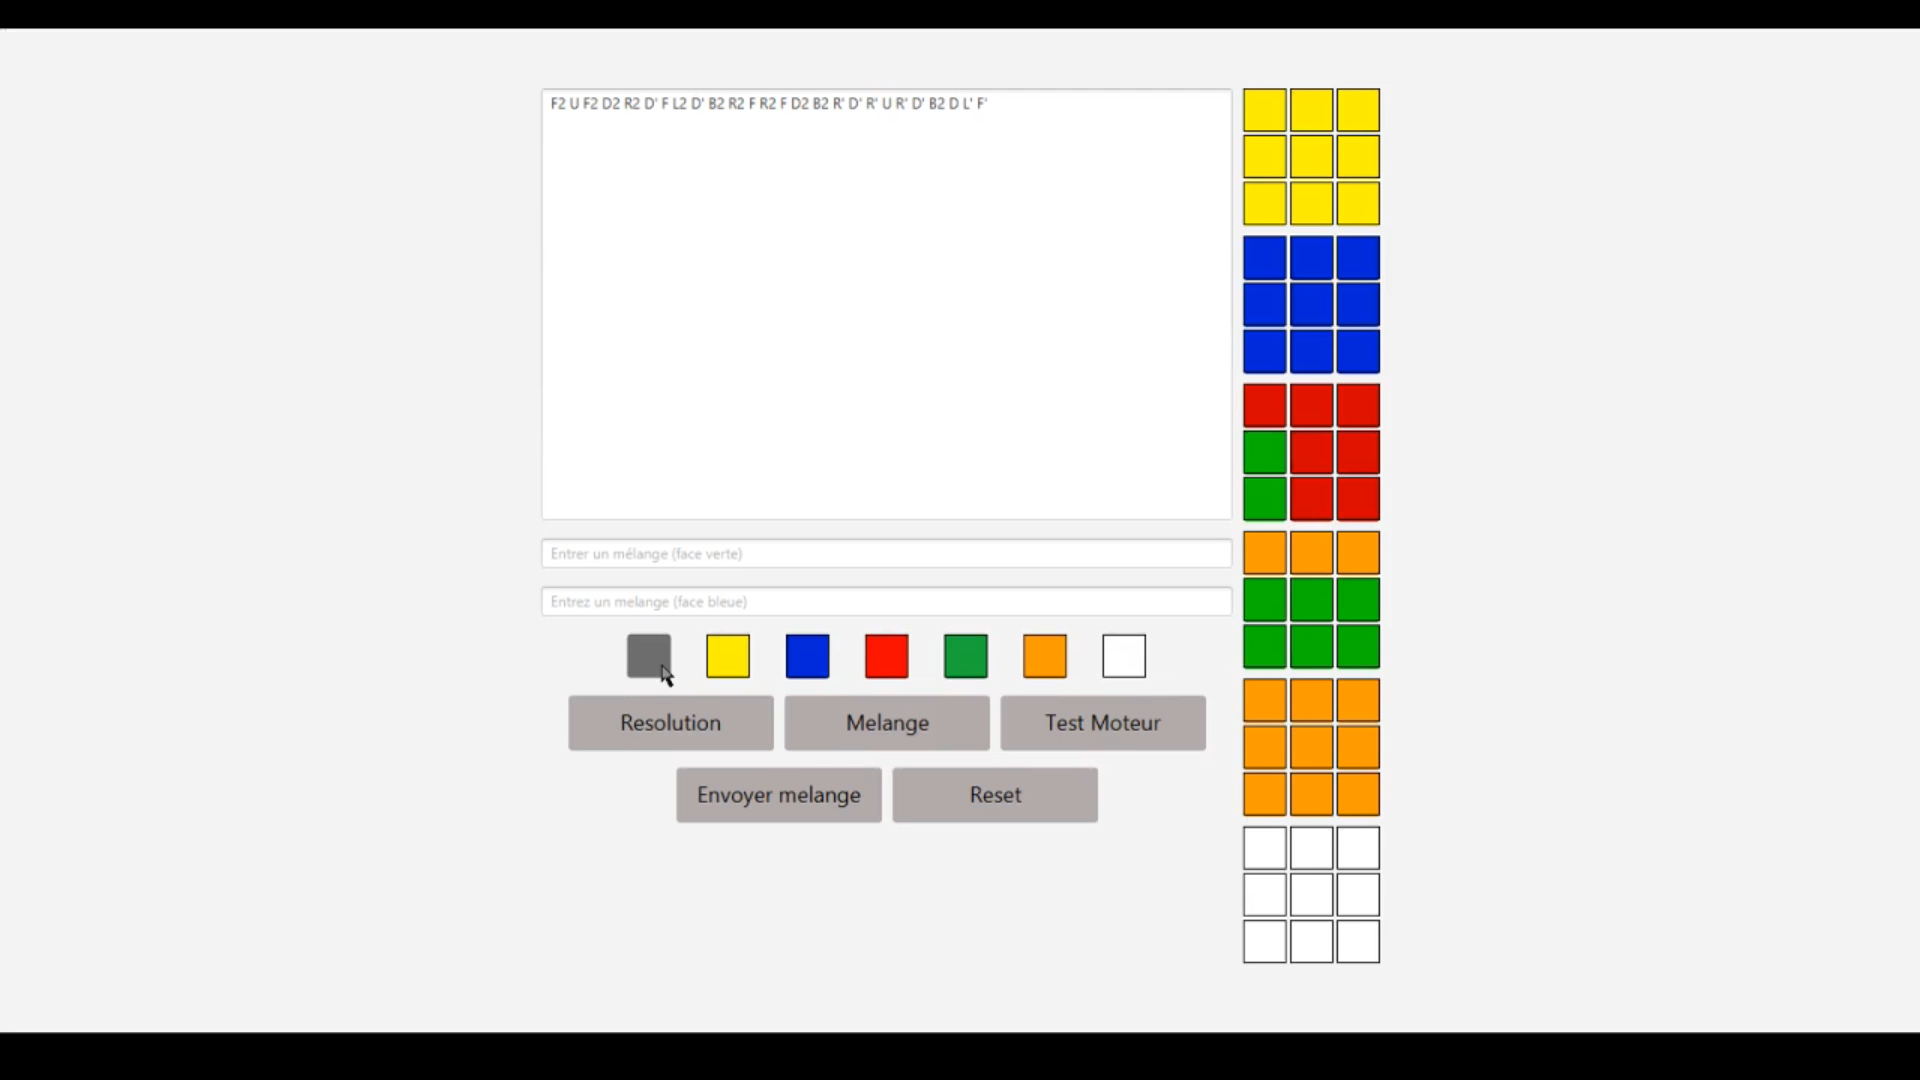 F2 U F2 D2 R2 D' F L2 D' B2 R2 F R2 F D2 B2 R' D' R' U R' D' B2 D L' F'
Entrer un mélange (face verte)
Entrez un melange (face bleue)
Resolution
Melange
Test Moteur
Envoyer melange
Reset